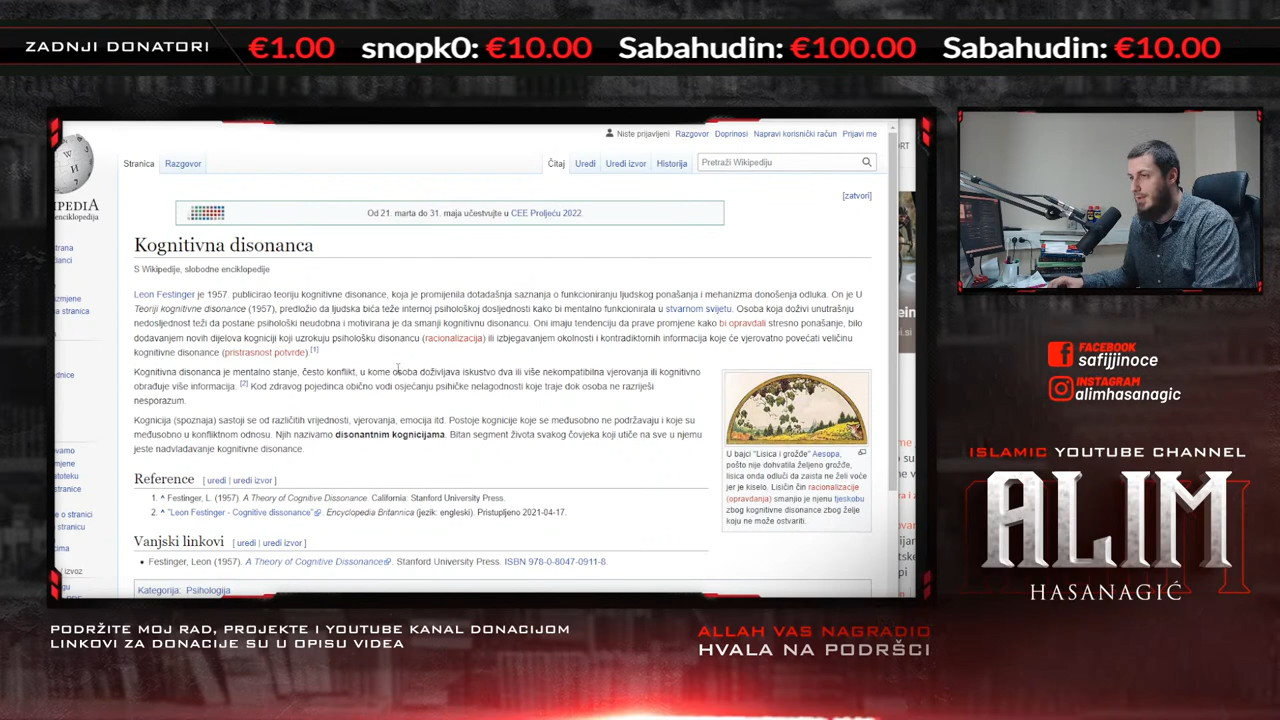 ZADNJI DONATORI
€1.00 snopk0: €10.00 Sabahudin: €100.00 Sabahudin: €10.00
Niste prijavljeni Razgovor Doprinosi Napravi korisnički račun Prijavi me
Stranica Razgovor Čitaj Uredi Uredi izvor Historija Pretraži Wikipediju
[zatvori]
Od 21. marta do 31. maja učestvujte u CEE Proljeću 2022.
Kognitivna disonanca
S Wikipedije, slobodne enciklopedije
Leon Festinger je 1957. publicirao teoriju kognitivne disonance, koja je promijenila dotadašnja saznanja o funkcioniranju ljudskog ponašanja i mehanizma donošenja odluka. On je U
Teoriji kognitivne disonance (1957), predložio da ljudska bića teže internoj psihološkoj dosljednosti kako bi mentalno funkcionirala u stvarnom svijetu. Osoba koja doživi unutrašnju
nedosljednost teži da postane psihološki neudobna i motivirana je da smanji kognitivnu disonancu. Oni imaju tendenciju da prave promjene kako bi opravdali stresno ponašanje, bilo
dodavanjem novih dijelova kogniciji koji uzrokuju psihološku disonancu (racionalizacija) ili izbjegavanjem okolnosti i kontradiktornih informacija koje će vjerovatno povećati veličinu
kognitivne disonance (pristrasnost potvrde).[1]
Kognitivna disonanca je mentalno stanje, često konflikt, u kome osoba doživljava iskustvo dva ili više nekompatibilna vjerovanja ili kognitivno
obrađuje više informacija. [2] Kod zdravog pojedinca obično vodi osjećanju psihičke nelagodnosti koje traje dok osoba ne razriješi
nesporazum.
Kognicija (spoznaja) sastoji se od različitih vrijednosti, vjerovanja, emocija itd. Postoje kognicije koje se međusobno ne podržavaju i koje su
međusobno u konfliktnom odnosu. Njih nazivamo disonantnim kognicijama. Bitan segment života svakog čovjeka koji utiče na sve u njemu
jeste nadvladavanje kognitivne disonance.
U bajci "Lisica i grožđe" Aesopa,
pošto nije dohvatila željeno grožđe,
lisica onda odluči da zaista ne želi voće
jer je kiselo. Lisičin čin racionalizacije
(opravdanja) smanjio je njenu tjeskobu
zbog kognitivne disonance zbog želje
koju ne može ostvariti.
Reference [ uredi | uredi izvor ]
1. ^ Festinger, L. (1957). A Theory of Cognitive Dissonance. California: Stanford University Press.
2. ^ "Leon Festinger - Cognitive dissonance". Encyclopedia Britannica (jezik: engleski). Pristupljeno 2021-04-17.
Vanjski linkovi [ uredi | uredi izvor ]
• Festinger, Leon (1957). A Theory of Cognitive Dissonance. Stanford University Press. ISBN 978-0-8047-0911-8.
Kategorija: Psihologija
FACEBOOK
safijjinoce
INSTAGRAM
alimhasanagic
ISLAMIC YOUTUBE CHANNEL
ALIM
HASANAGIĆ
PODRŽITE MOJ RAD, PROJEKTE I YOUTUBE KANAL DONACIJOM
LINKOVI ZA DONACIJE SU U OPISU VIDEA
ALLAH VAS NAGRADIO
HVALA NA PODRŠCI